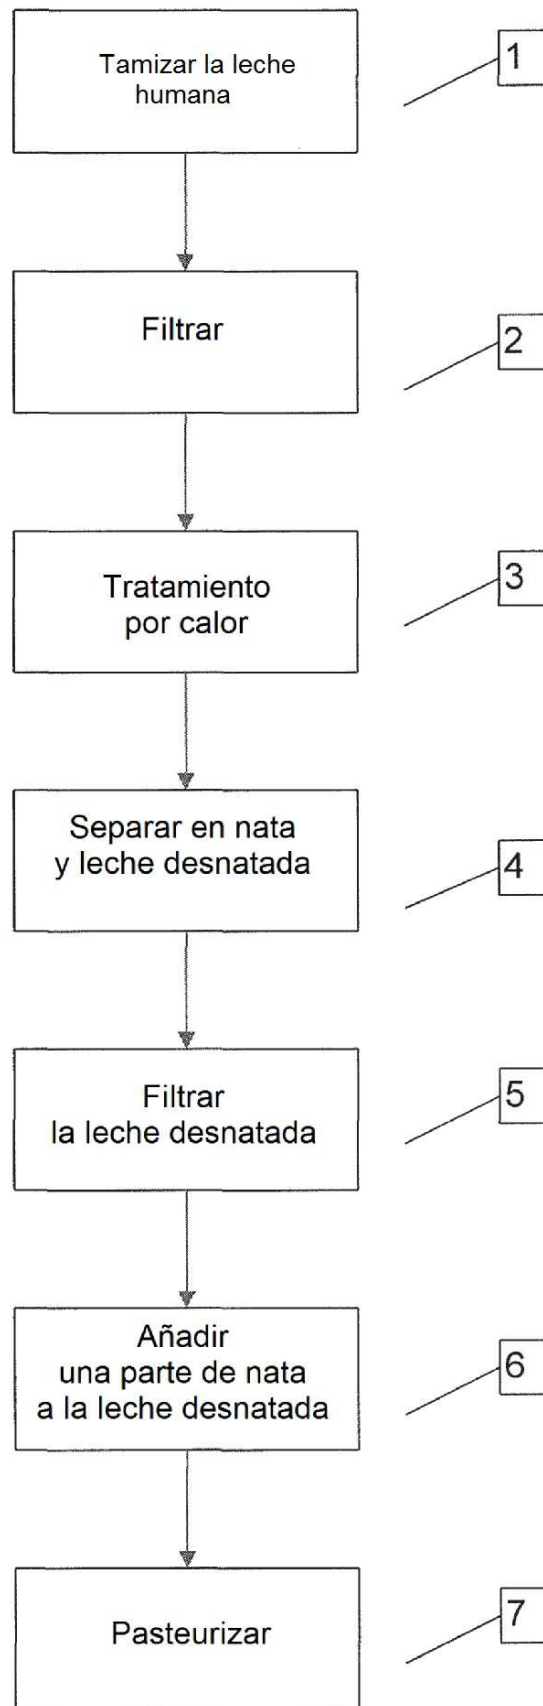 Tamizar la leche
humana
1
Filtrar
2
Tratamiento
por calor
3
Separar en nata
y leche desnatada
4
Filtrar
la leche desnatada
5
Añadir
una parte de nata
a la leche desnatada
6
Pasteurizar
7